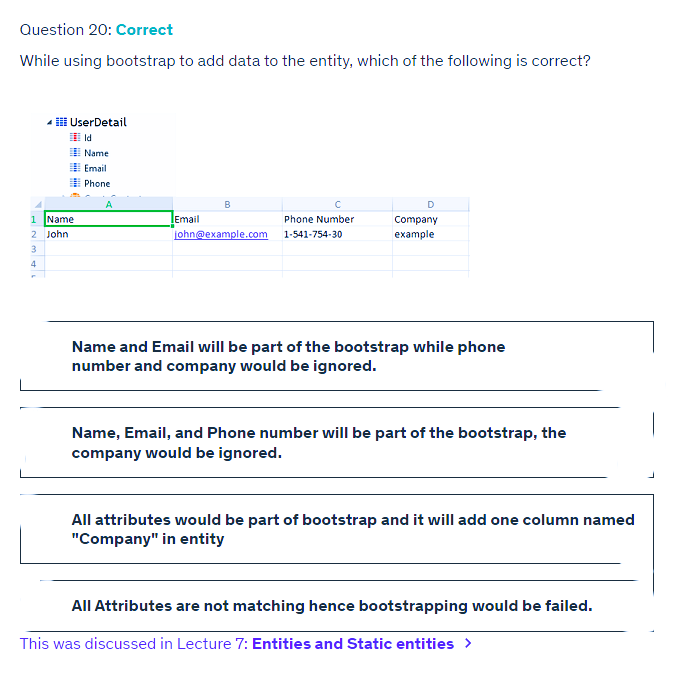 Question 20: Correct
While using bootstrap to add data to the entity, which of the following is correct?
UserDetail
Id
Name
Email
Phone
A B C D
1 Name Email Phone Number Company
2 John john@example.com 1-541-754-30 example
3
4
Name and Email will be part of the bootstrap while phone
number and company would be ignored.
Name, Email, and Phone number will be part of the bootstrap, the
company would be ignored.
All attributes would be part of bootstrap and it will add one column named
"Company" in entity
All Attributes are not matching hence bootstrapping would be failed.
This was discussed in Lecture 7: Entities and Static entities >